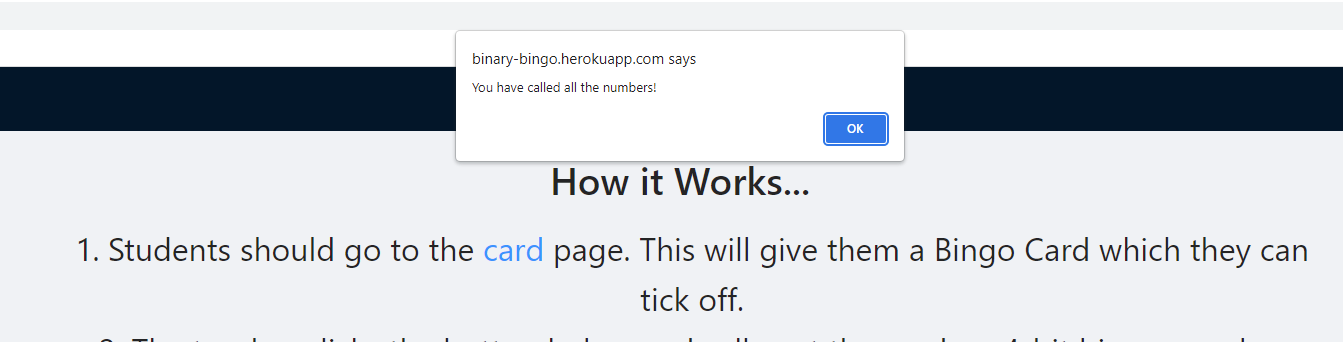 binary-bingo.herokuapp.com says
You have called all the numbers!
OK
How it Works...
1. Students should go to the card page. This will give them a Bingo Card which they can
tick off.